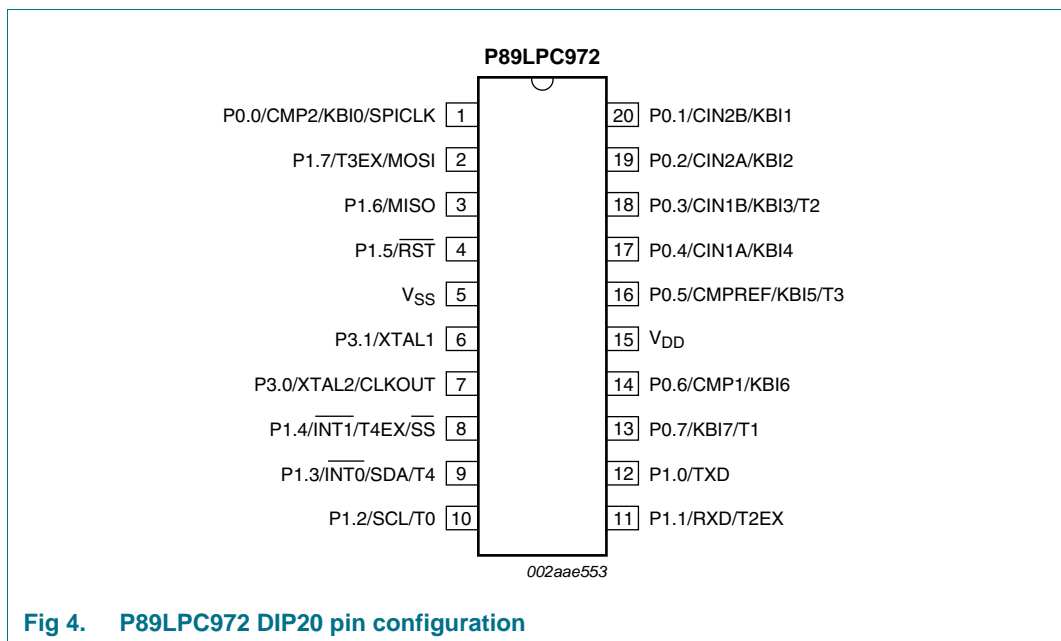 P89LPC972
P0.0/CMP2/KBI0/SPICLK 1
20 P0.1/CIN2B/KBI1
P1.7/T3EX/MOSI 2
19 P0.2/CIN2A/KBI2
P1.6/MISO 3
18 P0.3/CIN1B/KBI3/T2
P1.5/R̅S̅T̅ 4
17 P0.4/CIN1A/KBI4
VSS 5
16 P0.5/CMPREF/KBI5/T3
P3.1/XTAL1 6
15 VDD
P3.0/XTAL2/CLKOUT 7
14 P0.6/CMP1/KBI6
P1.4/I̅N̅T̅1̅/T4EX/S̅S̅ 8
13 P0.7/KBI7/T1
P1.3/I̅N̅T̅0̅/SDA/T4 9
12 P1.0/TXD
P1.2/SCL/T0 10
11 P1.1/RXD/T2EX
002aae553
Fig 4. P89LPC972 DIP20 pin configuration